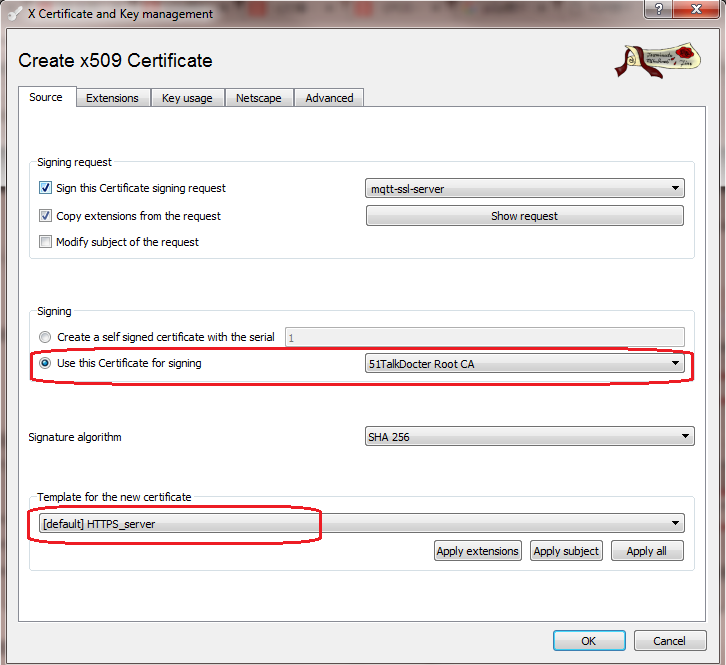 X Certificate and Key management
?
X
Create x509 Certificate
Source
Extensions
Key usage
Netscape
Advanced
Signing request
Sign this Certificate signing request
mqtt-ssl-server
Copy extensions from the request
Show request
Modify subject of the request
Signing
Create a self signed certificate with the serial
1
Use this Certificate for signing
51TalkDocter Root CA
Signature algorithm
SHA 256
Template for the new certificate
[default] HTTPS_server
Apply extensions
Apply subject
Apply all
OK
Cancel